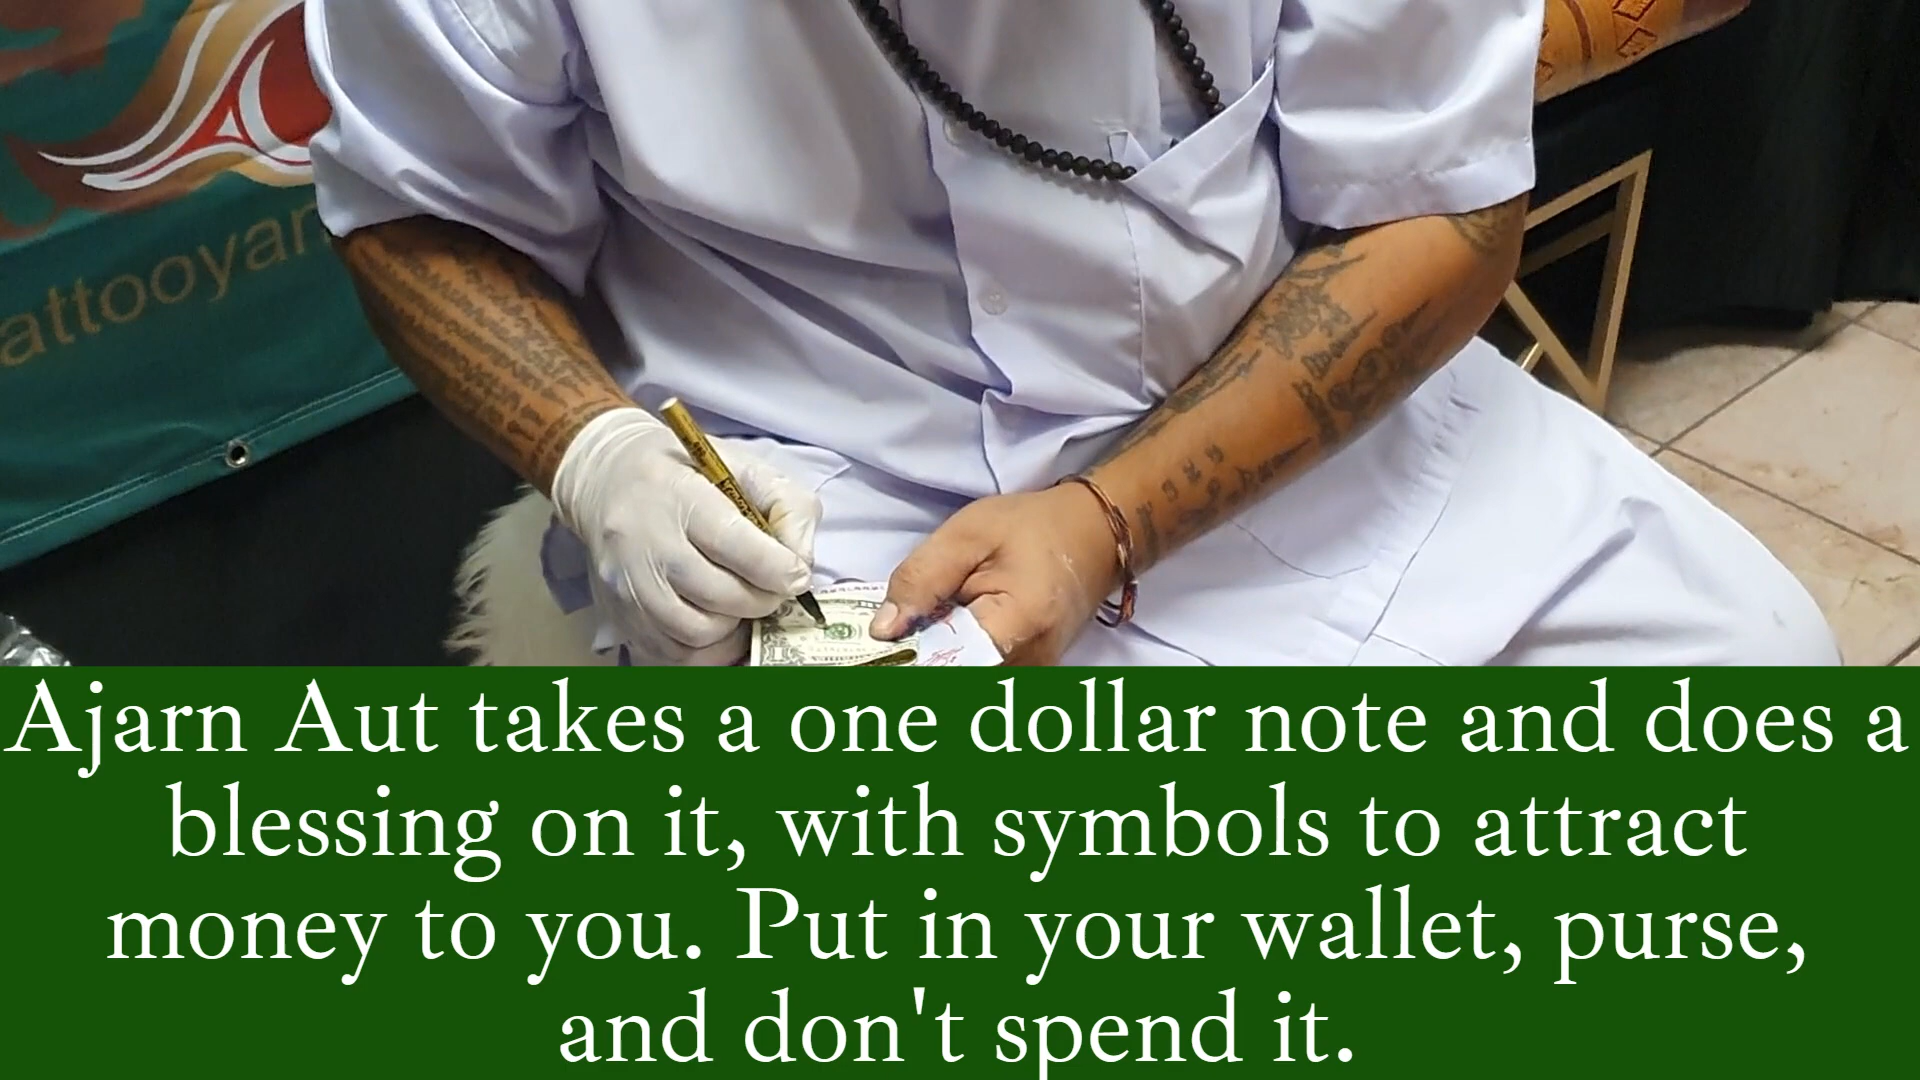 attooyan
Ajarn Aut takes a one dollar note and does a
blessing on it, with symbols to attract
money to you. Put in your wallet, purse,
and don't spend it.